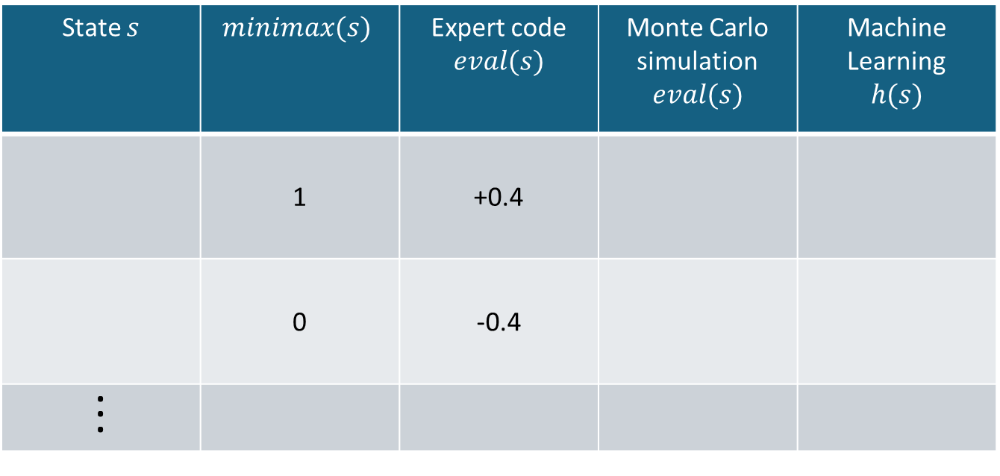 State s
minimax(s)
Expert code
eval(s)
Monte Carlo
simulation
eval(s)
Machine
Learning
h(s)
1
+0.4
0
-0.4
⋮